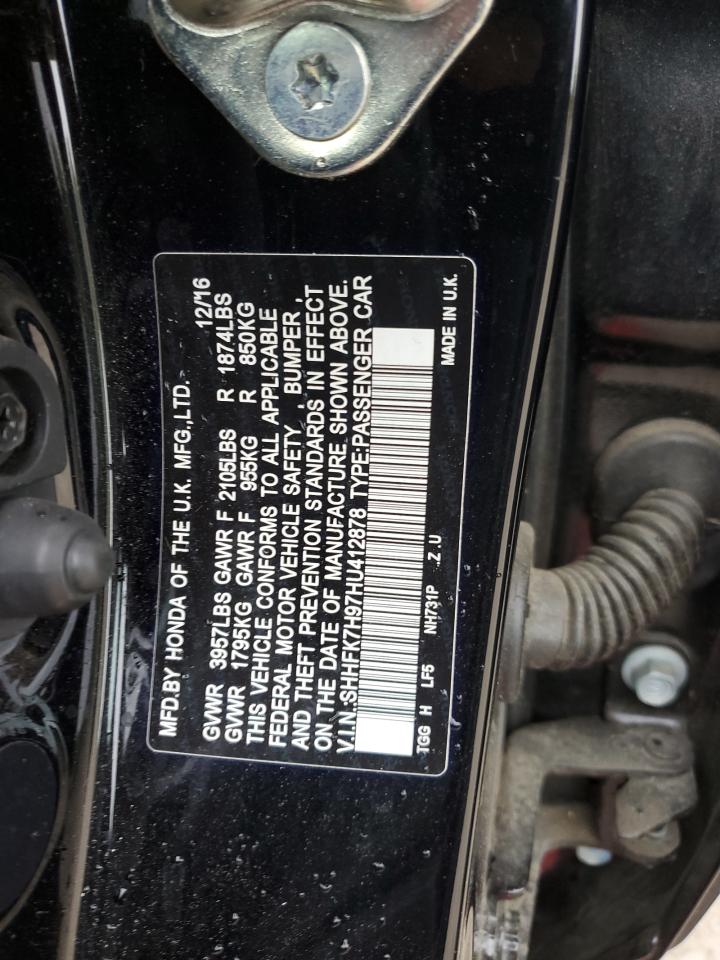 MFD.BY HONDA OF THE U.K. MFG.,LTD. 12/16
GVWR 3957LBS GAWR F 2105LBS R 1874LBS
GVWR 1795KG GAWR F 955KG R 850KG
THIS VEHICLE CONFORMS TO ALL APPLICABLE
FEDERAL MOTOR VEHICLE SAFETY , BUMPER ,
AND THEFT PREVENTION STANDARDS IN EFFECT
ON THE DATE OF MANUFACTURE SHOWN ABOVE.
V.I.N.:SHHFK7H97HU412878 TYPE:PASSENGER CAR
TGG H LF5 NH731P Z.U MADE IN U.K.